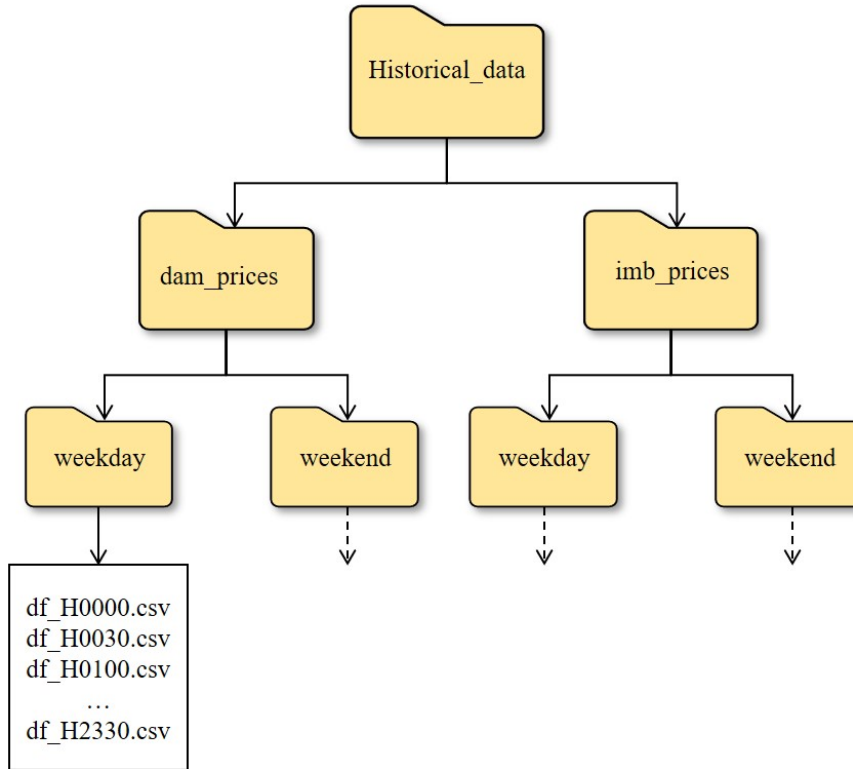 Historical_data
dam_prices
imb_prices
weekday
weekend
weekday
weekend
df_H0000.csv
df_H0030.csv
df_H0100.csv
...
df_H2330.csv